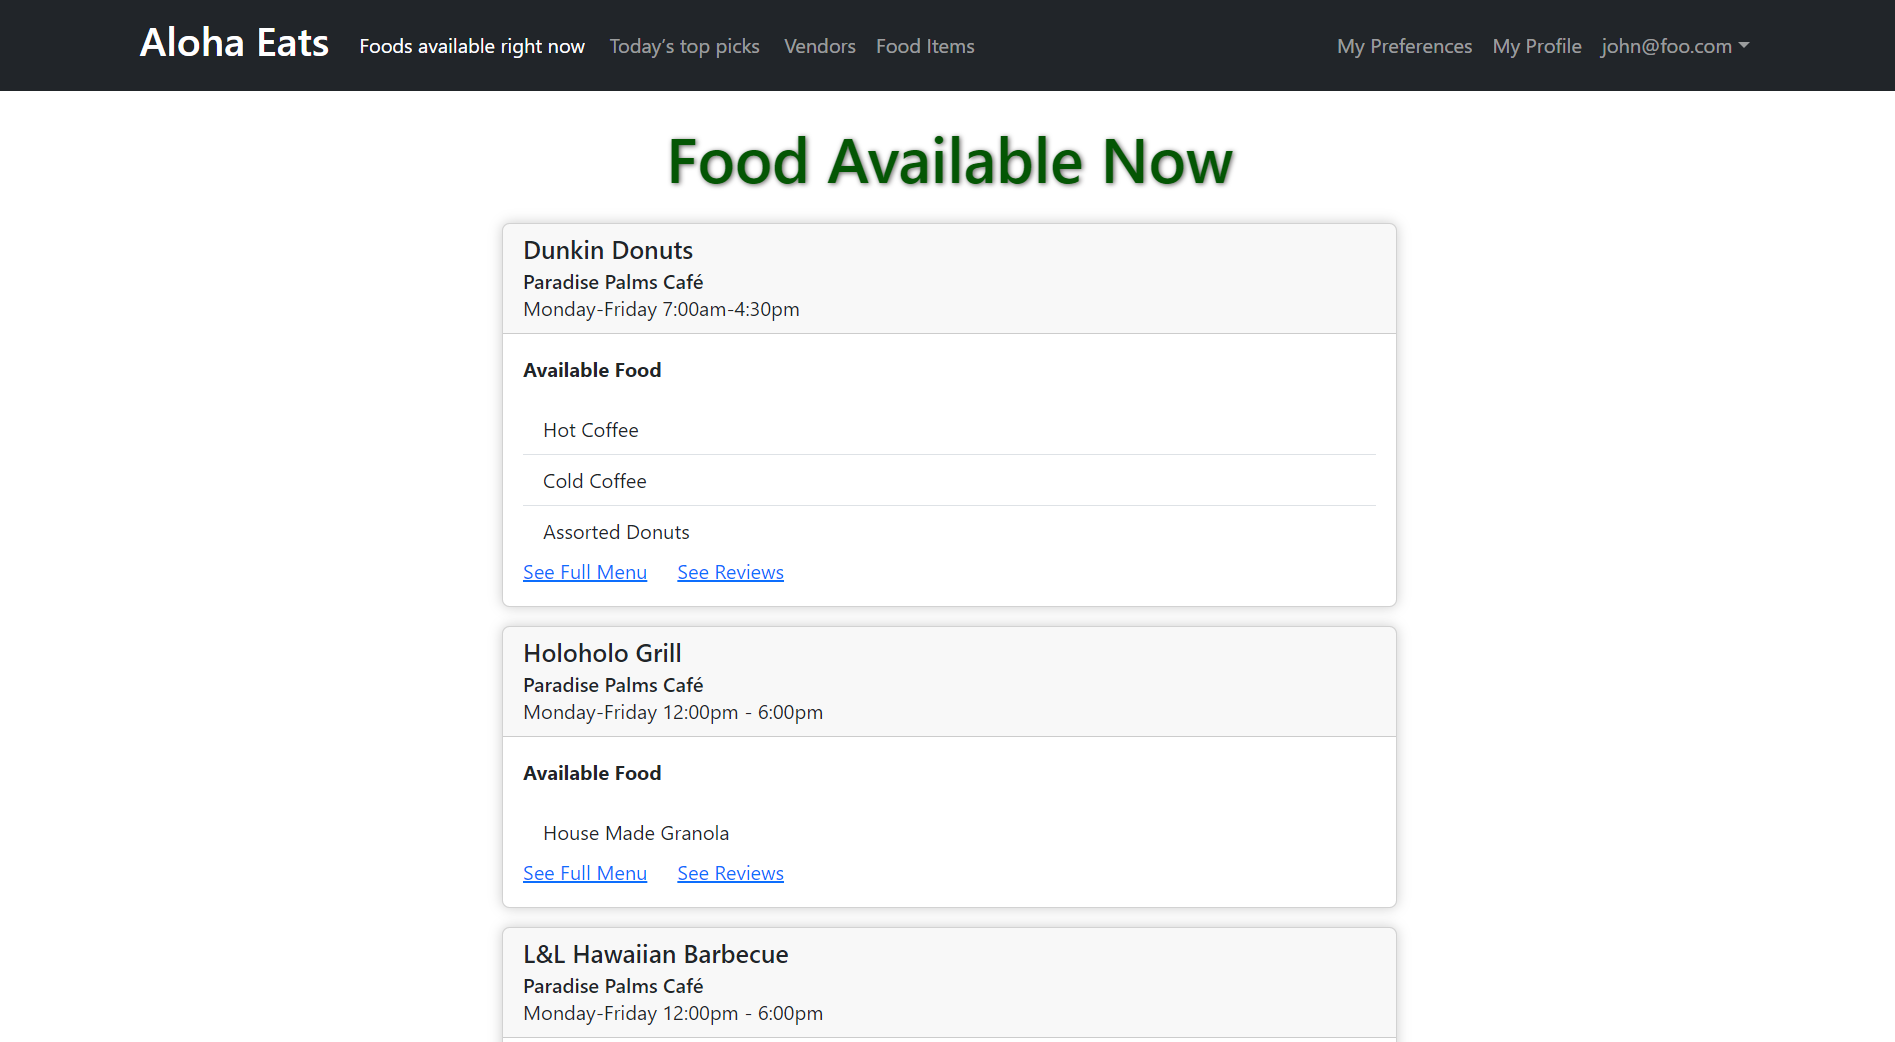 Aloha Eats Foods available right now Today's top picks Vendors Food Items My Preferences My Profile john@foo.com
Food Available Now
Dunkin Donuts
Paradise Palms Café
Monday-Friday 7:00am-4:30pm
Available Food
Hot Coffee
Cold Coffee
Assorted Donuts
See Full Menu See Reviews
Holoholo Grill
Paradise Palms Café
Monday-Friday 12:00pm - 6:00pm
Available Food
House Made Granola
See Full Menu See Reviews
L&L Hawaiian Barbecue
Paradise Palms Café
Monday-Friday 12:00pm - 6:00pm